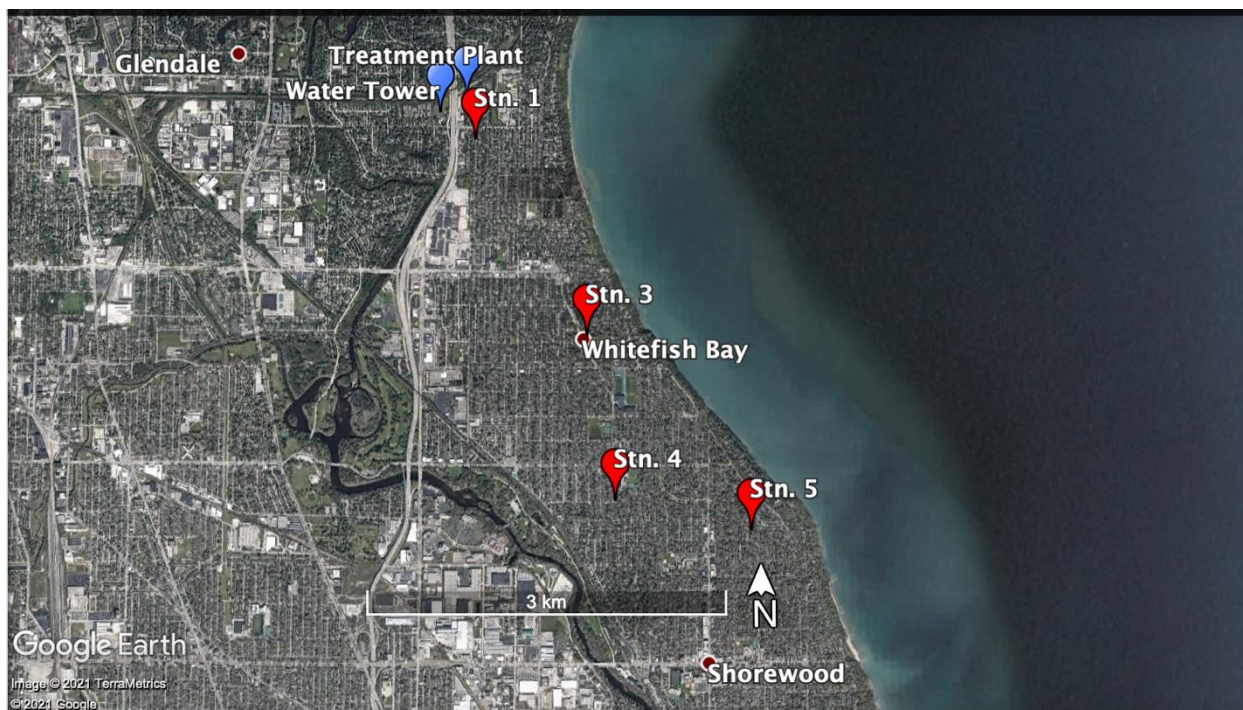 Glendale
Treatment Plant
Water Tower
Stn. 1
Stn. 3
Whitefish Bay
Stn. 4
Stn. 5
N
3 km
Shorewood
Google Earth
Image © 2021 TerraMetrics
© 2021 Google